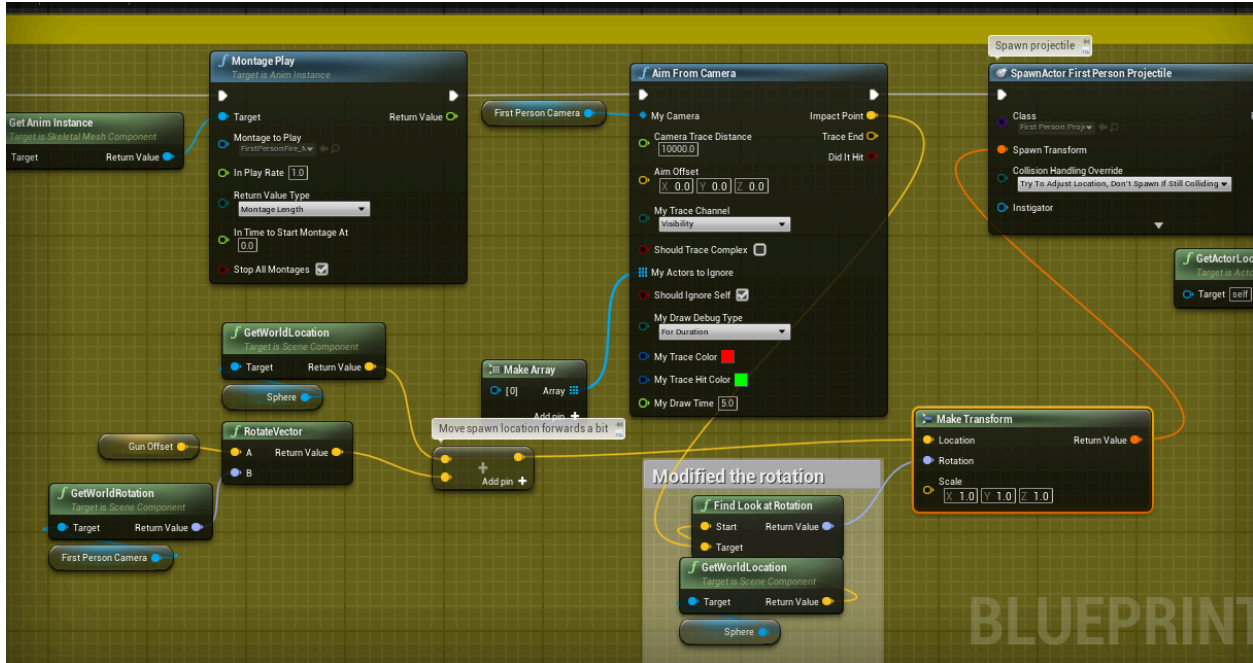 Get Anim Instance
Target is Skeletal Mesh Component
Target
Return Value
Montage Play
Target is Anim Instance
Target
Return Value
Montage to Play
FirstPersonFire_M
In Play Rate 1.0
Return Value Type
Montage Length
In Time to Start Montage At
0.0
Stop All Montages
First Person Camera
Aim From Camera
My Camera
Impact Point
Camera Trace Distance
10000.0
Trace End
Did It Hit
Aim Offset
X 0.0 Y 0.0 Z 0.0
My Trace Channel
Visibility
Should Trace Complex
My Actors to Ignore
Should Ignore Self
My Draw Debug Type
For Duration
My Trace Color
My Trace Hit Color
My Draw Time 5.0
Spawn projectile
SpawnActor First Person Projectile
Class
First Person Proj
Spawn Transform
Collision Handling Override
Try To Adjust Location, Don't Spawn If Still Colliding
Instigator
GetActorLoc
Target is Acto
Target self
GetWorldLocation
Target is Scene Component
Target
Return Value
Sphere
Gun Offset
RotateVector
A
Return Value
B
GetWorldRotation
Target is Scene Component
Target
Return Value
First Person Camera
Make Array
[0]
Array
Add pin +
Move spawn location forwards a bit
+
Add pin +
Make Transform
Location
Return Value
Rotation
Scale
X 1.0 Y 1.0 Z 1.0
Modified the rotation
Find Look at Rotation
Start
Return Value
Target
GetWorldLocation
Target is Scene Component
Target
Return Value
Sphere
BLUEPRINT